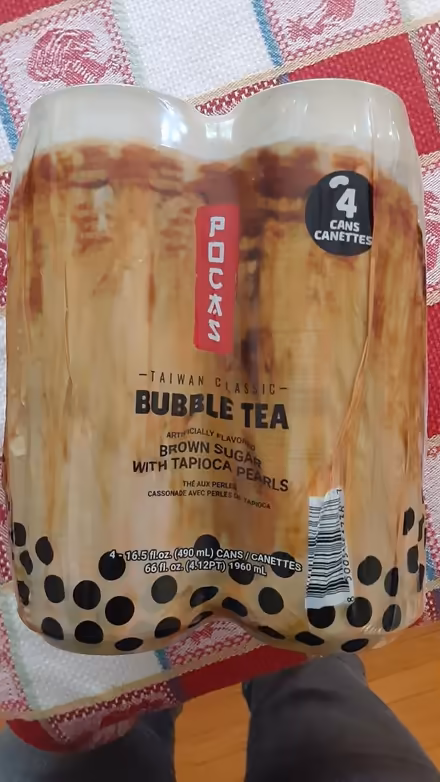 4
CANS
CANETTES
POCAS
TAIWAN CLASSIC
BUBBLE TEA
ARTIFICIALLY FLAVORED
BROWN SUGAR
WITH TAPIOCA PEARLS
THÉ AUX PERLES
CASSONADE AVEC PERLES DE TAPIOCA
4 - 16.5 fl.oz. (490 mL) CANS / CANETTES
66 fl. oz. (4.12PT) 1960 mL